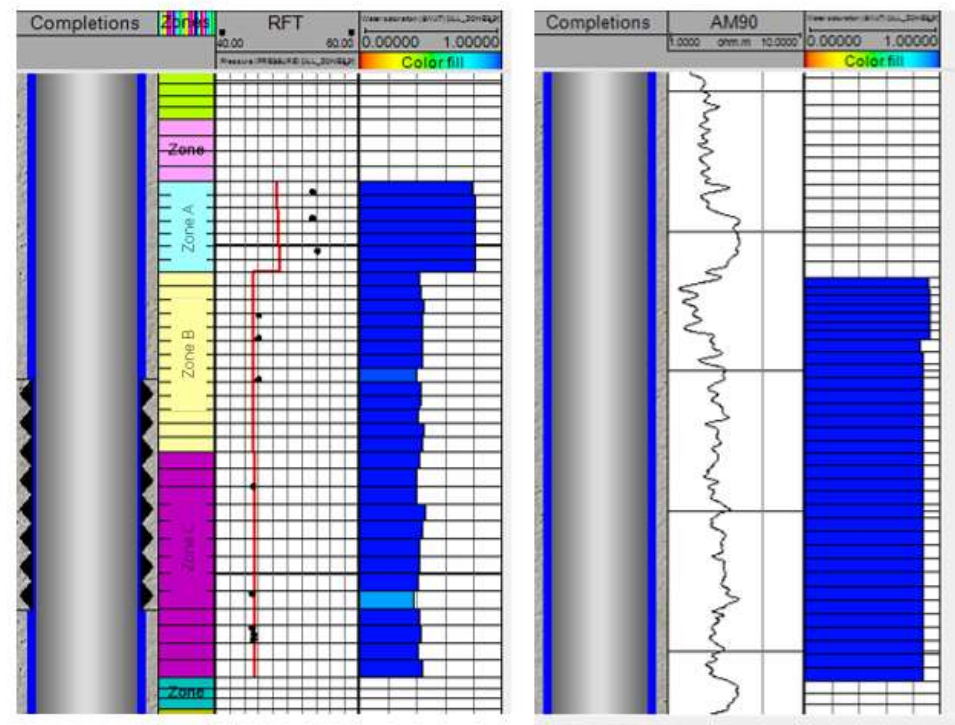 Completions
Zones
RFT
40.00 60.00
0.00000 1.00000
Color fill
Zone
Zone A
Zone B
Zone C
Zone
Completions
AM90
1.0000 ohm.m 10.0000
0.00000 1.00000
Color fill